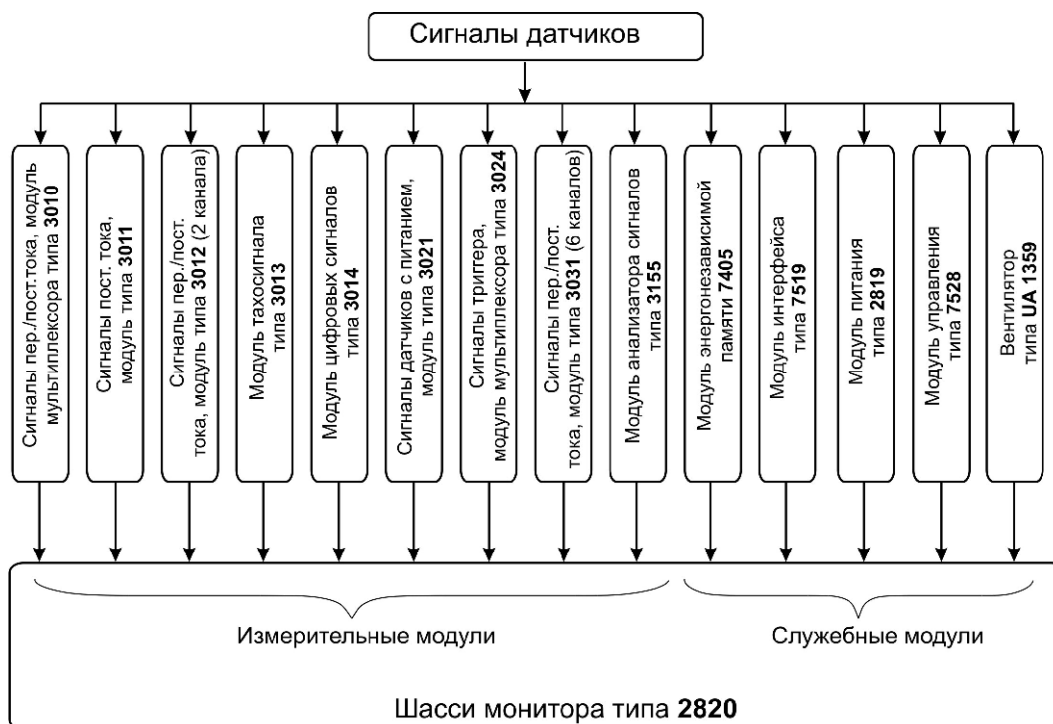 Сигналы датчиков
Сигналы пер./пост.тока, модуль
мультиплексора типа 3010
Сигналы пост. тока,
модуль типа 3011
Сигналы пер./пост.
тока, модуль типа 3012 (2 канала)
Модуль тахосигнала
типа 3013
Модуль цифровых сигналов
типа 3014
Сигналы датчиков с питанием,
модуль типа 3021
Сигналы триггера,
модуль мультиплексора типа 3024
Сигналы пер./пост.
тока, модуль типа 3031 (6 каналов)
Модуль анализатора сигналов
типа 3155
Модуль энергонезависимой
памяти 7405
Модуль интерфейса
типа 7519
Модуль питания
типа 2819
Модуль управления
типа 7528
Вентилятор
типа UA 1359
Измерительные модули
Служебные модули
Шасси монитора типа 2820